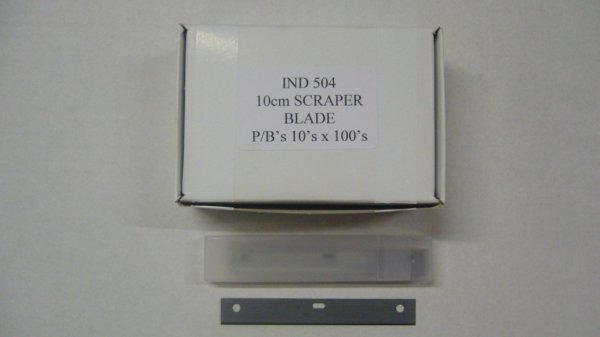 IND 504
10cm SCRAPER
BLADE
P/B's 10's x 100's